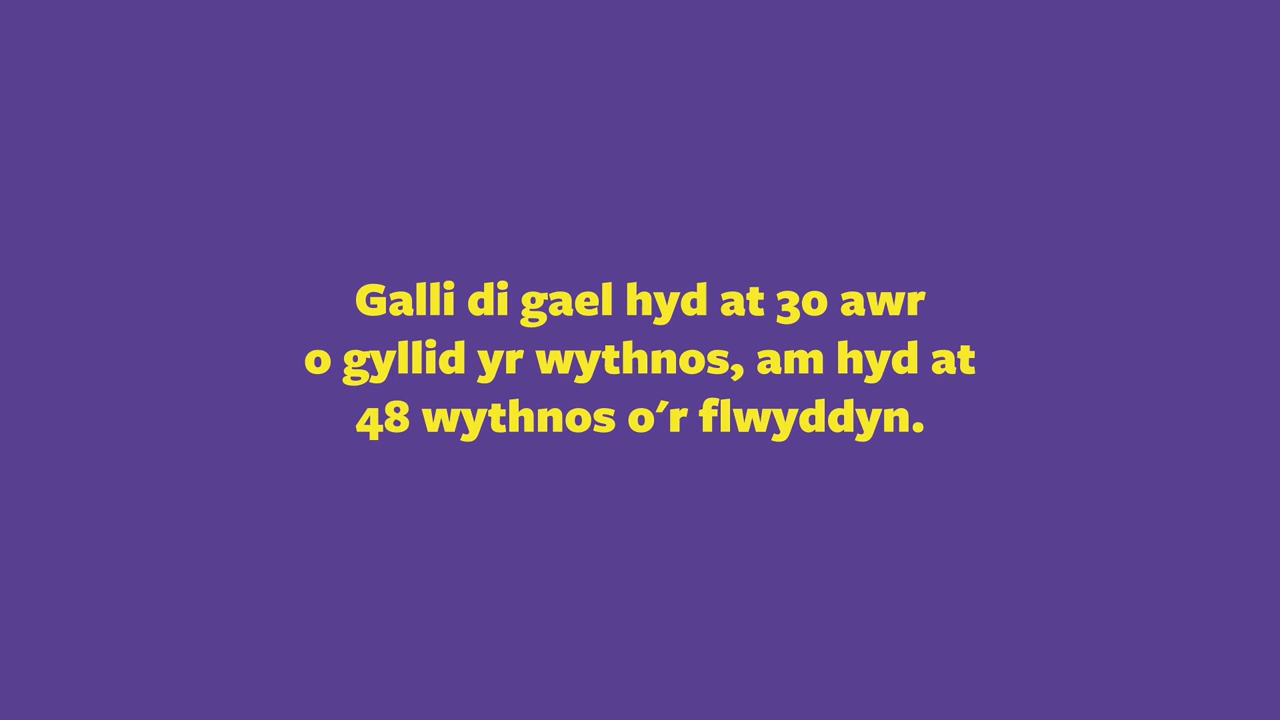 Galli di gael hyd at 30 awr
o gyllid yr wythnos, am hyd at
48 wythnos o'r flwyddyn.